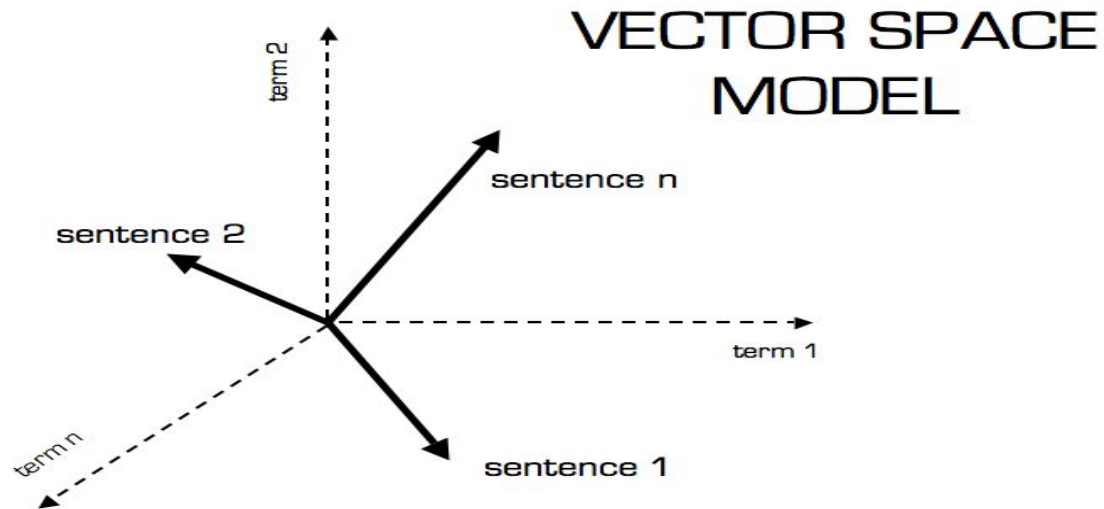 VECTOR SPACE
MODEL
term 2
sentence n
sentence 2
term 1
term n
sentence 1